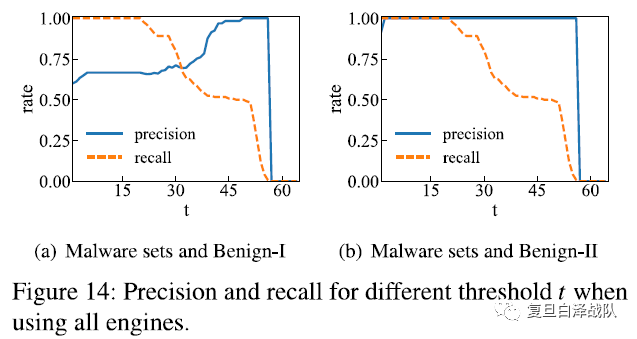 1.00
0.75
0.50
0.25
0.00
rate
precision
recall
15 30 45 60
t
1.00
0.75
0.50
0.25
0.00
rate
precision
recall
15 30 45 60
t
(a) Malware sets and Benign-I
(b) Malware sets and Benign-II
Figure 14: Precision and recall for different threshold t when
using all engines.
复旦白泽战队